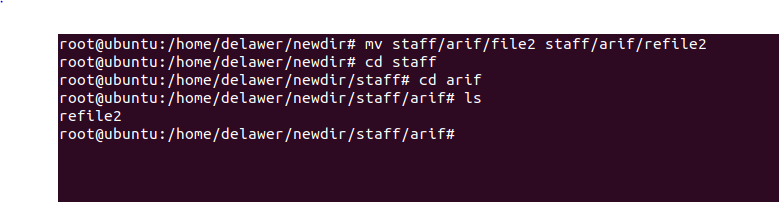 root@ubuntu:/home/delawer/newdir# mv staff/arif/file2 staff/arif/refile2
root@ubuntu:/home/delawer/newdir# cd staff
root@ubuntu:/home/delawer/newdir/staff# cd arif
root@ubuntu:/home/delawer/newdir/staff/arif# ls
refile2
root@ubuntu:/home/delawer/newdir/staff/arif#